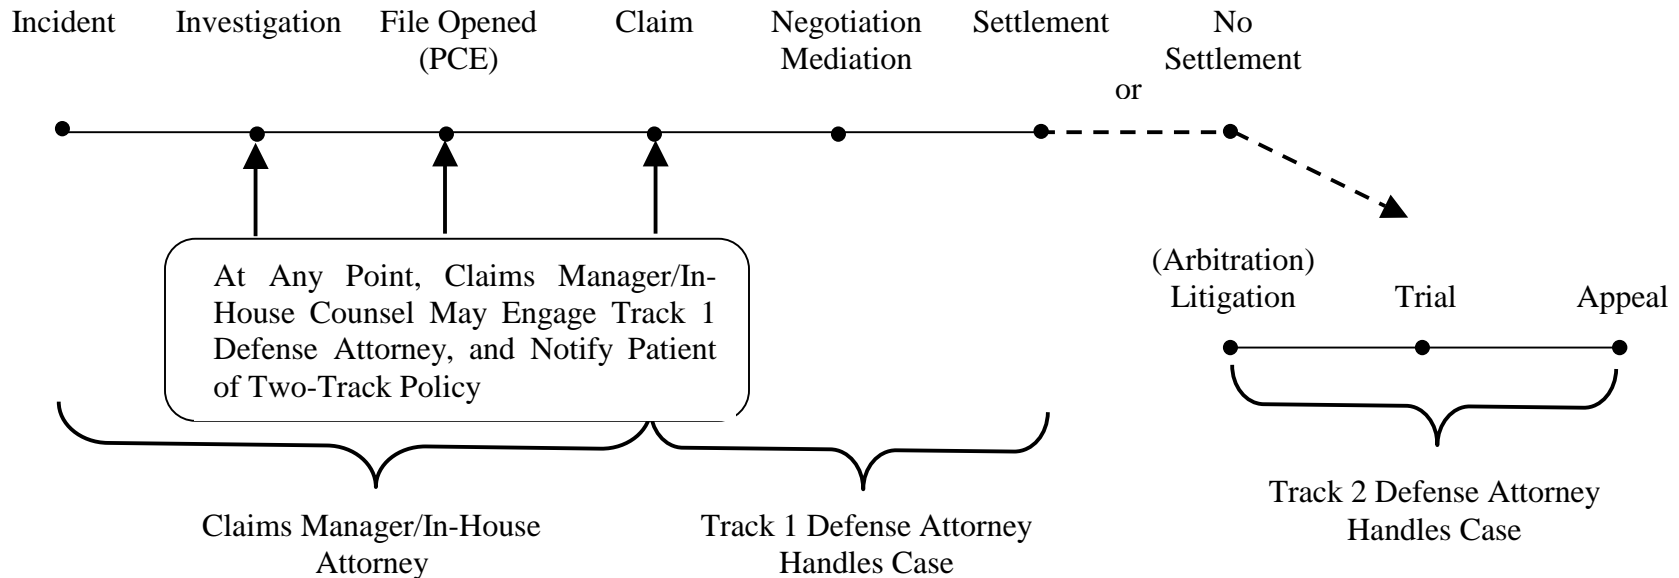 Incident
Investigation
File Opened
(PCE)
Claim
Negotiation
Mediation
Settlement
or
No
Settlement
At Any Point, Claims Manager/In-
House Counsel May Engage Track 1
Defense Attorney, and Notify Patient
of Two-Track Policy
(Arbitration)
Litigation
Trial
Appeal
Claims Manager/In-House
Attorney
Track 1 Defense Attorney
Handles Case
Track 2 Defense Attorney
Handles Case